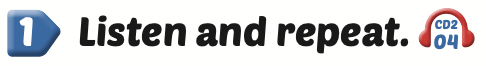 1 Listen and repeat. CD2 04